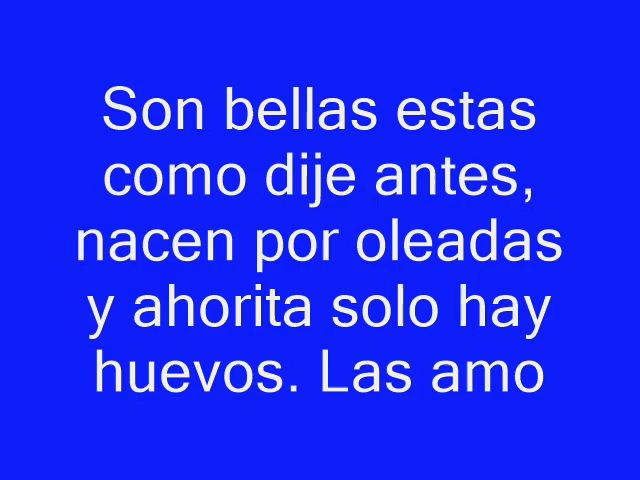 Son bellas estas
como dije antes,
nacen por oleadas
y ahorita solo hay
huevos. Las amo